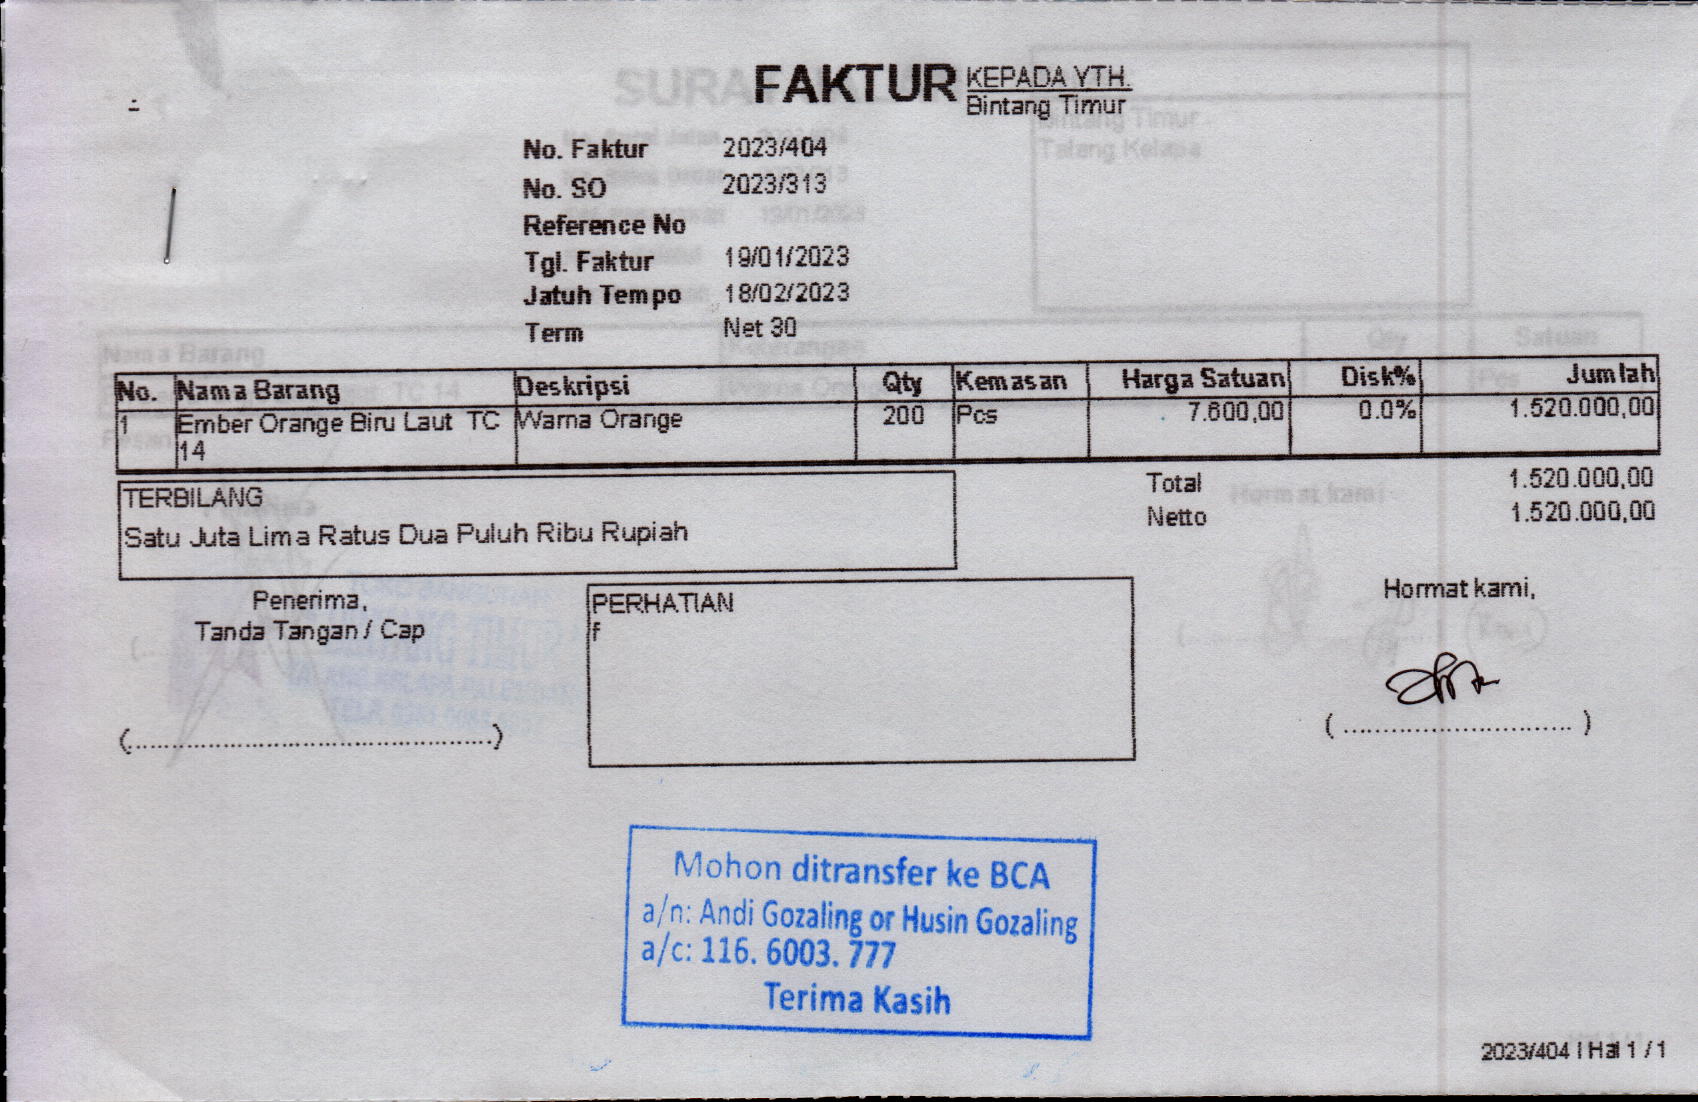 FAKTUR
KEPADA YTH.
Bintang Timur
No. Faktur 2023/404
No. SO 2023/313
Reference No
Tgl. Faktur 19/01/2023
Jatuh Tempo 18/02/2023
Term Net 30
No. Nama Barang Deskripsi Qty Kemasan Harga Satuan Disk% Jumlah
1 Ember Orange Biru Laut TC Warna Orange 200 Pcs 7.600,00 0.0% 1.520.000,00
14
Total 1.520.000,00
Netto 1.520.000,00
TERBILANG
Satu Juta Lima Ratus Dua Puluh Ribu Rupiah
Penerima,
Tanda Tangan / Cap
(............................................)
PERHATIAN
f
Hormat kami,
( ............................ )
Mohon ditransfer ke BCA
a/n: Andi Gozaling or Husin Gozaling
a/c: 116. 6003. 777
Terima Kasih
2023/404 | Hal 1 / 1